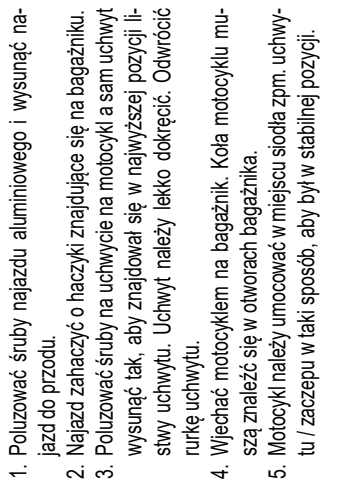 1. Poluzować śruby najazdu aluminiowego i wysunąć na-
jazd do przodu.
2. Najazd zahaczyć o haczyki znajdujące się na bagażniku.
3. Poluzować śruby na uchwycie na motocykl a sam uchwyt
wysunąć tak, aby znajdował się w najwyższej pozycji li-
stwy uchwytu. Uchwyt należy lekko dokręcić. Odwrócić
rurkę uchwytu.
4. Wjechać motocyklem na bagażnik. Koła motocyklu mu-
szą znaleźć się w otworach bagażnika.
5. Motocykl należy umocować w miejscu siodła zpm. uchwy-
tu / zaczepu w taki sposób, aby był w stabilnej pozycji.